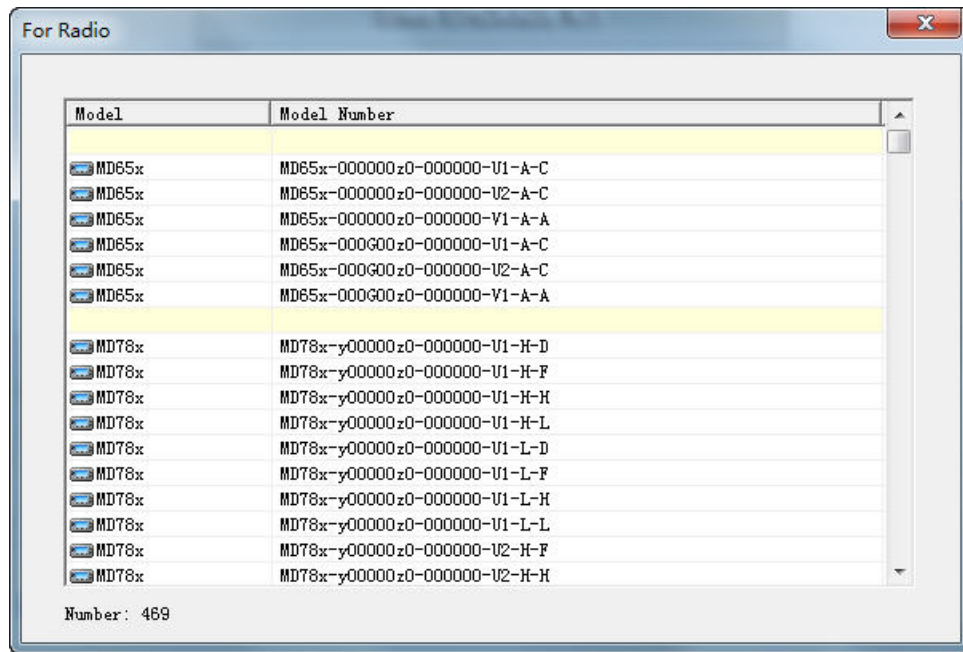 For Radio
Model Model Number
MD65x MD65x-000000z0-000000-U1-A-C
MD65x MD65x-000000z0-000000-U2-A-C
MD65x MD65x-000000z0-000000-V1-A-A
MD65x MD65x-000G00z0-000000-U1-A-C
MD65x MD65x-000G00z0-000000-U2-A-C
MD65x MD65x-000G00z0-000000-V1-A-A
MD78x MD78x-y00000z0-000000-U1-H-D
MD78x MD78x-y00000z0-000000-U1-H-F
MD78x MD78x-y00000z0-000000-U1-H-H
MD78x MD78x-y00000z0-000000-U1-H-L
MD78x MD78x-y00000z0-000000-U1-L-D
MD78x MD78x-y00000z0-000000-U1-L-F
MD78x MD78x-y00000z0-000000-U1-L-H
MD78x MD78x-y00000z0-000000-U1-L-L
MD78x MD78x-y00000z0-000000-U2-H-F
MD78x MD78x-y00000z0-000000-U2-H-H
Number: 469